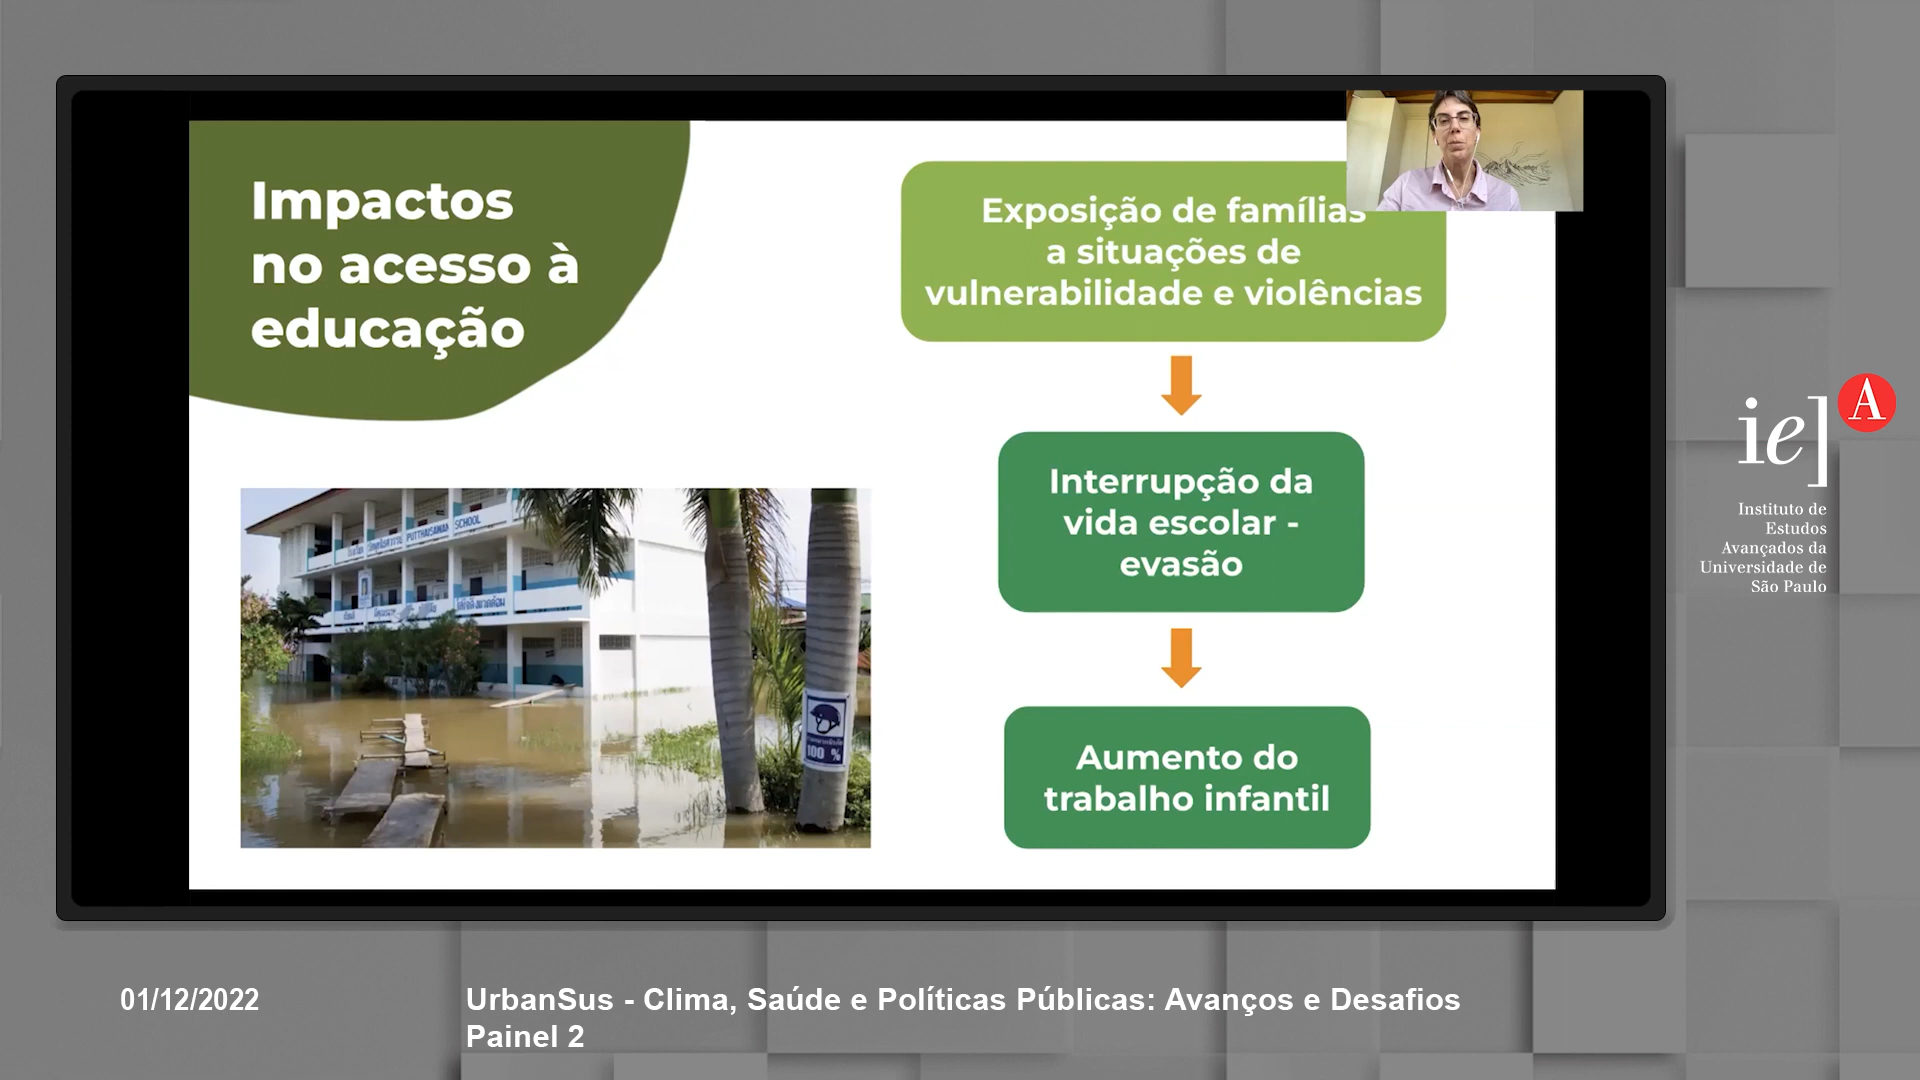 Impactos
no acesso à
educação
Exposição de famílias
a situações de
vulnerabilidade e violências
Interrupção da
vida escolar -
evasão
Aumento do
trabalho infantil
PUTTHAISAWAN SCHOOL
100 %
ie]
A
Instituto de
Estudos
Avançados da
Universidade de
São Paulo
01/12/2022
UrbanSus - Clima, Saúde e Políticas Públicas: Avanços e Desafios
Painel 2